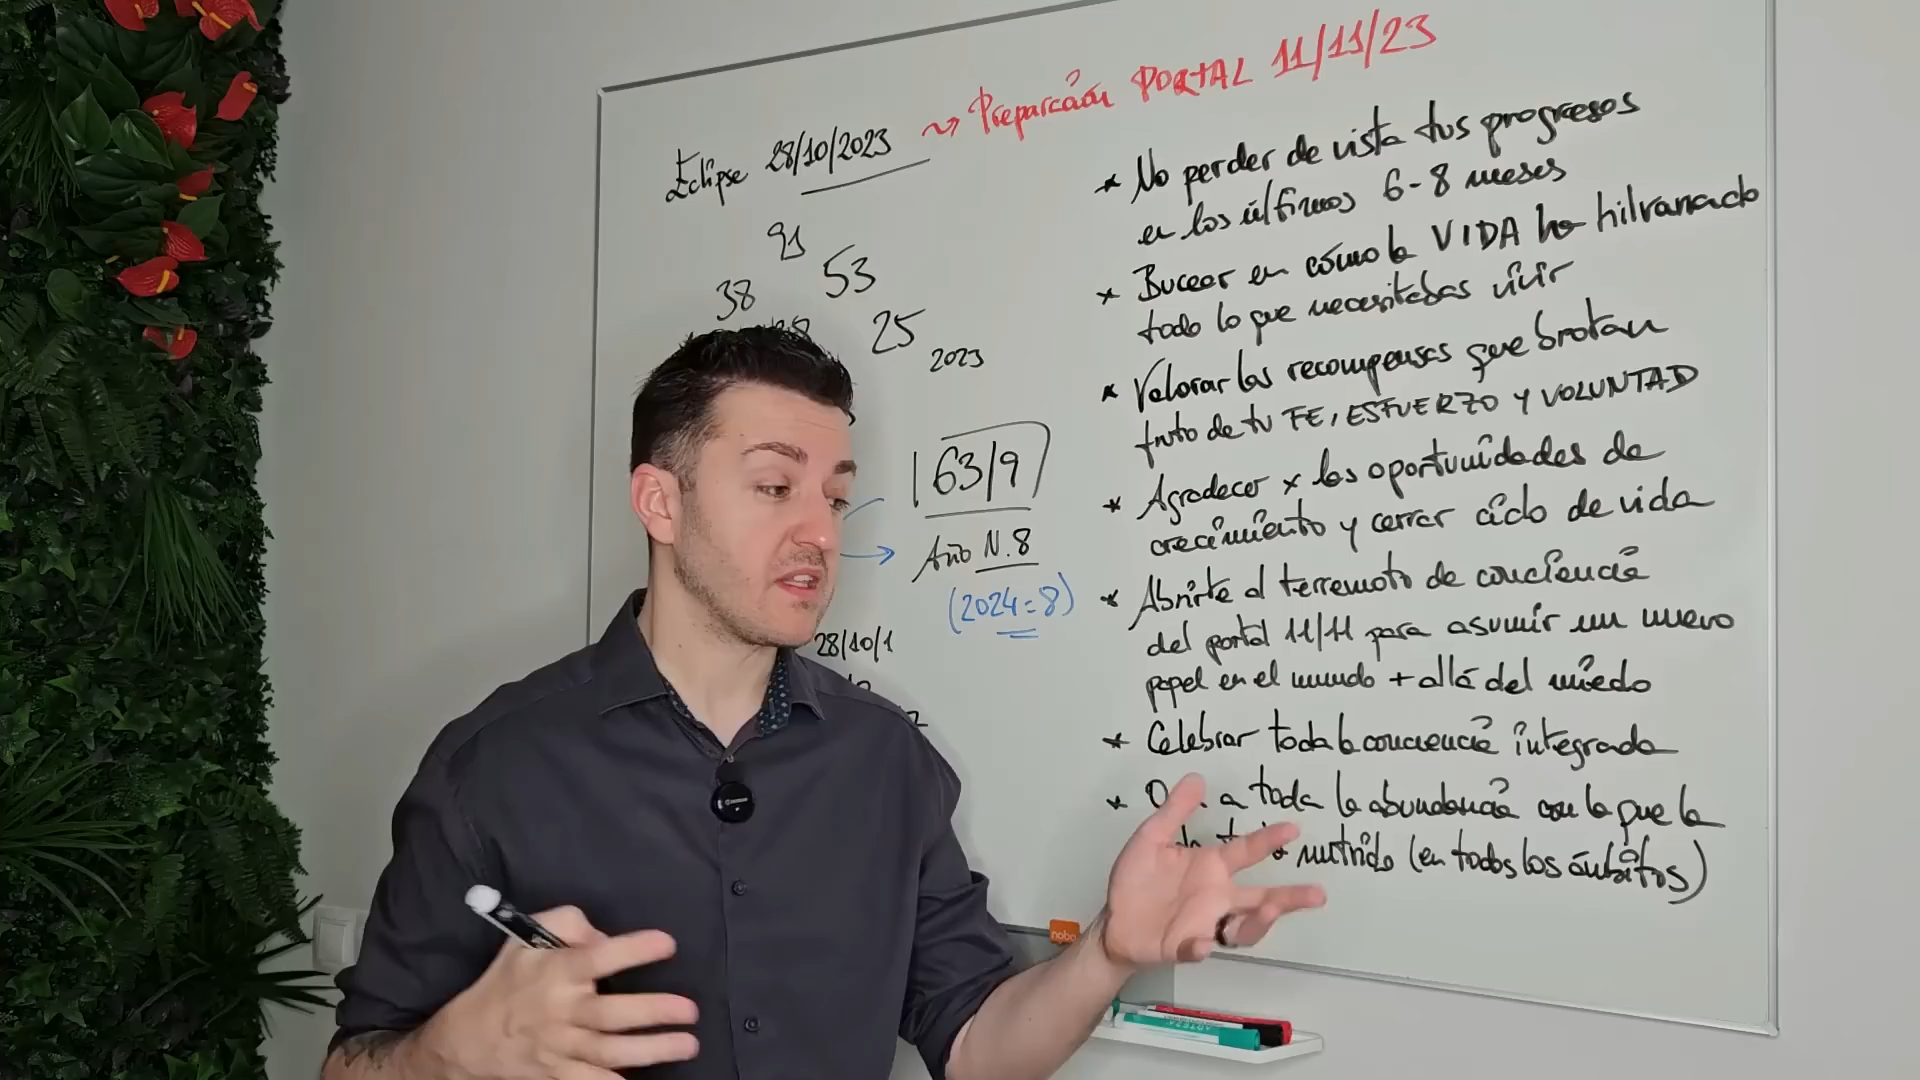 Eclipse 28/10/2023 ⇝ Preparación PORTAL 11/11/23
91
38 53
25
2023
163/9
Año N.8
(2024=8)
28/10/1
* No perder de vista tus progresos
en los últimos 6-8 meses
* Bucear en cómo la VIDA ha hilvanado
todo lo que necesitabas vivir
* Valorar las recompensas que brotan
fruto de tu FE, ESFUERZO y VOLUNTAD
* Agradecer x las oportunidades de
crecimiento y cerrar ciclo de vida
* Abrirte al terremoto de conciencia
del portal 11/11 para asumir un nuevo
papel en el mundo + allá del miedo
* Celebrar toda la conciencia integrada
* a toda la abundancia con la que la
nutrido (en todos los ámbitos)
nobo